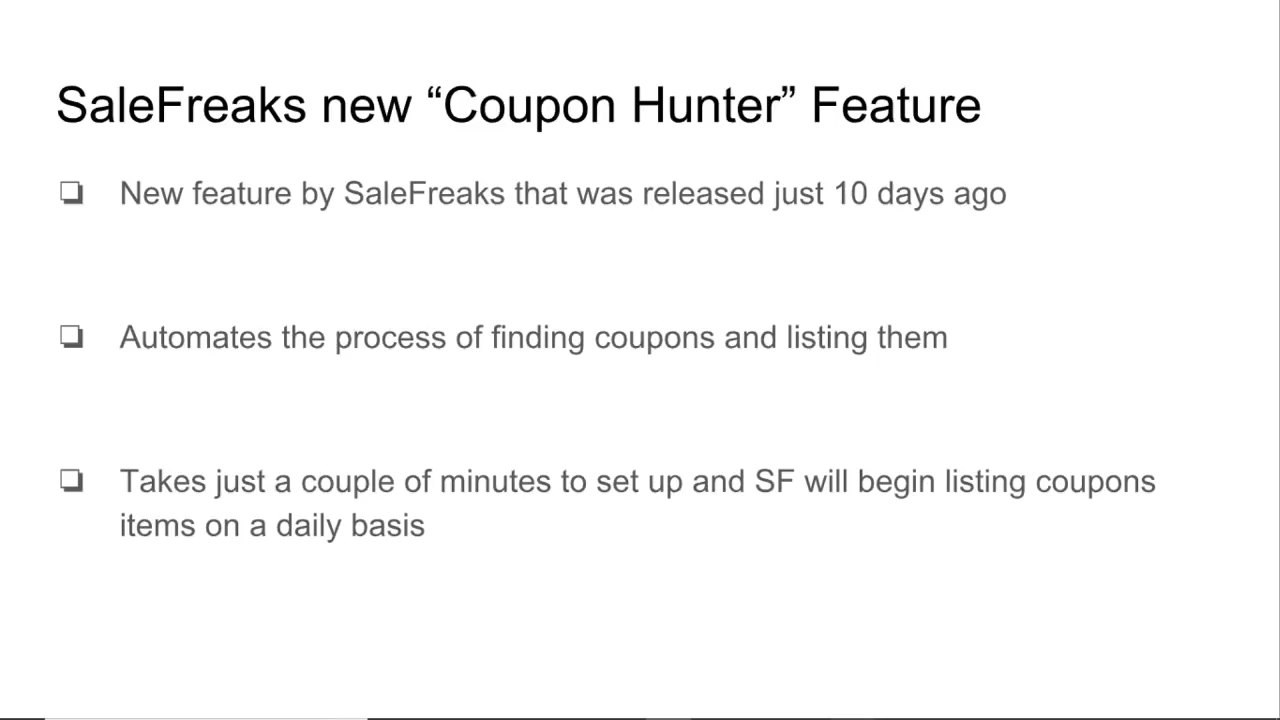 SaleFreaks new “Coupon Hunter” Feature
❏ New feature by SaleFreaks that was released just 10 days ago
❏ Automates the process of finding coupons and listing them
❏ Takes just a couple of minutes to set up and SF will begin listing coupons
items on a daily basis